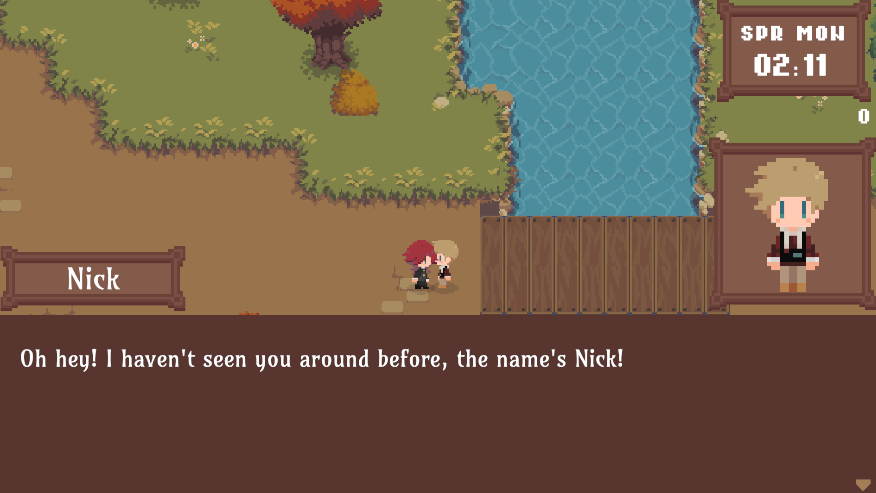 SPR MON
02:11
0
Nick
Oh hey! I haven't seen you around before, the name's Nick!